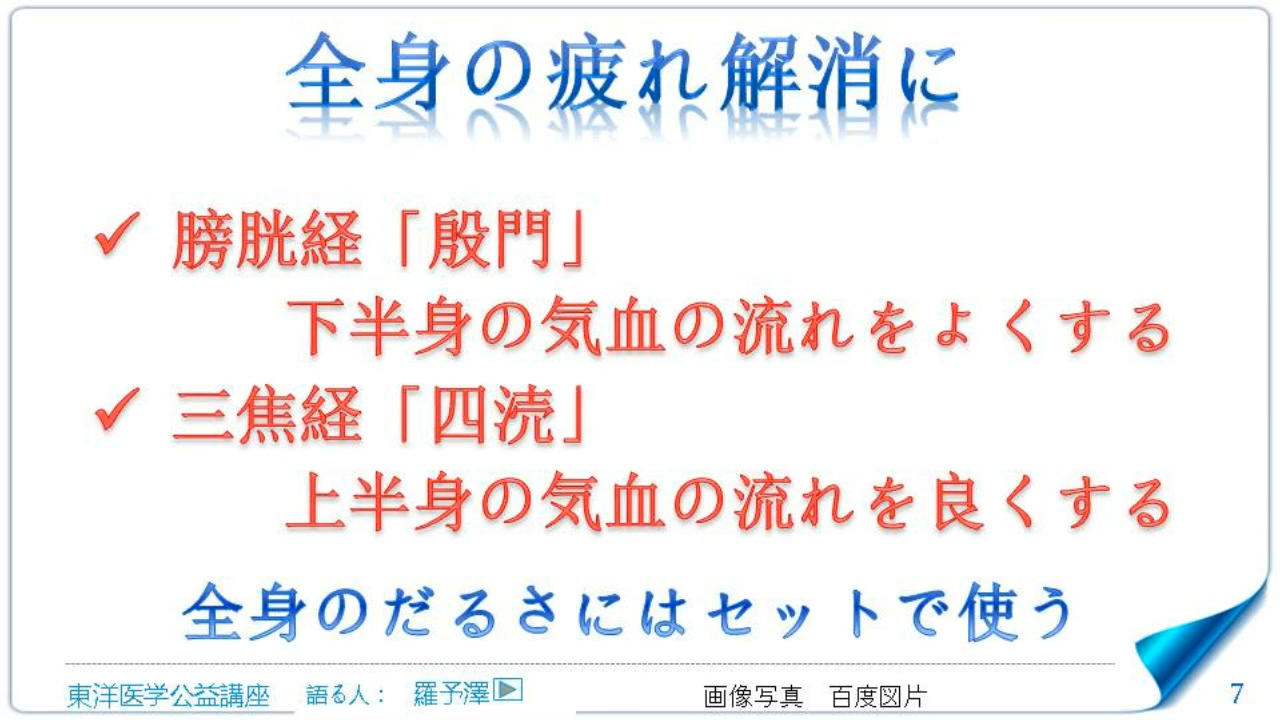 全身の疲れ解消に
✓ 膀胱経「殷門」
下半身の気血の流れをよくする
✓ 三焦経「四涜」
上半身の気血の流れを良くする
全身のだるさにはセットで使う
東洋医学公益講座 語る人： 羅予澤 画像写真 百度図片 7